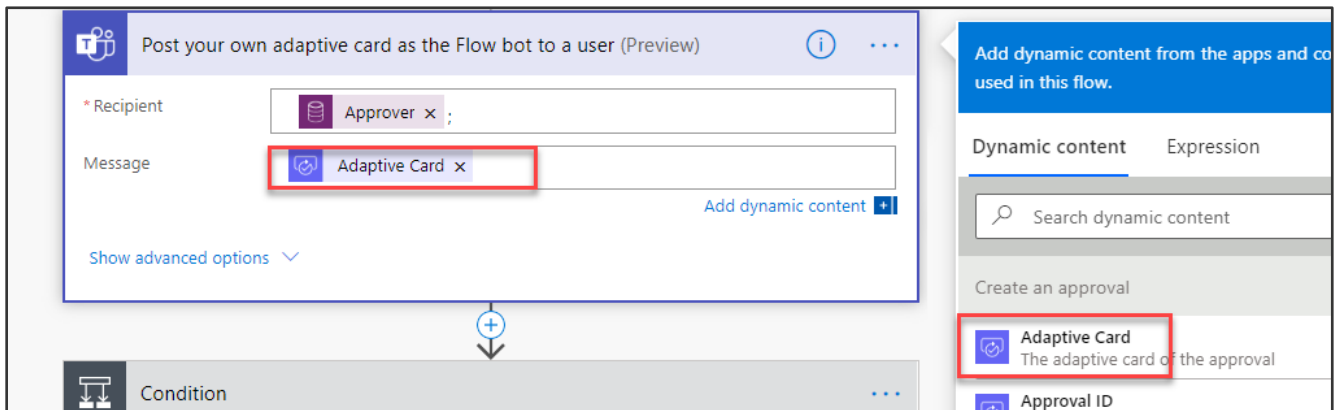 Post your own adaptive card as the Flow bot to a user (Preview)
* Recipient
Approver × ;
Message
Adaptive Card ×
Add dynamic content
Show advanced options
Condition
Add dynamic content from the apps and co
used in this flow.
Dynamic content Expression
Search dynamic content
Create an approval
Adaptive Card
The adaptive card of the approval
Approval ID